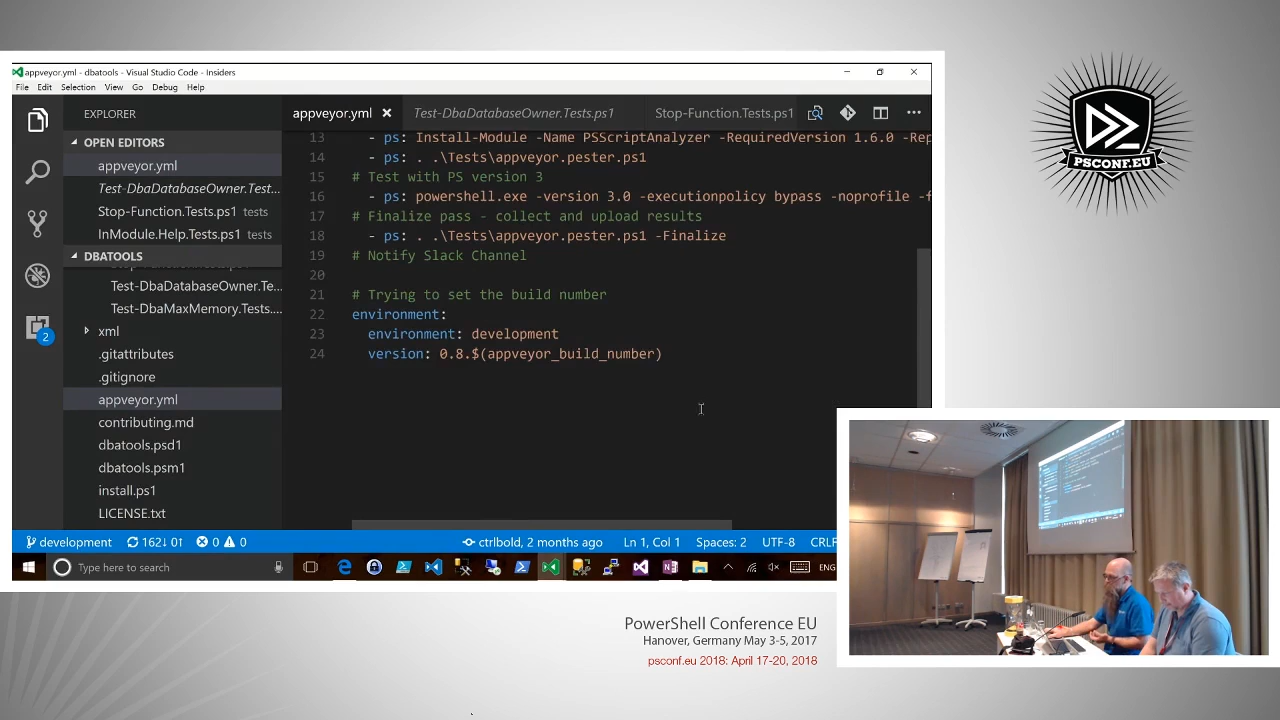 appveyor.yml - dbatools - Visual Studio Code - Insiders
File Edit Selection View Go Debug Help
EXPLORER
OPEN EDITORS
appveyor.yml
Test-DbaDatabaseOwner.Test...
Stop-Function.Tests.ps1 tests
InModule.Help.Tests.ps1 tests
DBATOOLS
Test-DbaDatabaseOwner.Te...
Test-DbaMaxMemory.Tests....
xml
.gitattributes
.gitignore
appveyor.yml
contributing.md
dbatools.psd1
dbatools.psm1
install.ps1
LICENSE.txt
2
appveyor.yml Test-DbaDatabaseOwner.Tests.ps1 Stop-Function.Tests.ps1
13 - ps: Install-Module -Name PSScriptAnalyzer -RequiredVersion 1.6.0 -Rep
14 - ps: . .\Tests\appveyor.pester.ps1
15 # Test with PS version 3
16 - ps: powershell.exe -version 3.0 -executionpolicy bypass -noprofile -f
17 # Finalize pass - collect and upload results
18 - ps: . .\Tests\appveyor.pester.ps1 -Finalize
19 # Notify Slack Channel
20
21 # Trying to set the build number
22 environment:
23 environment: development
24 version: 0.8.$(appveyor_build_number)
development 162↓ 0↑ 0 0 ctrlbold, 2 months ago Ln 1, Col 1 Spaces: 2 UTF-8 CRLF
Type here to search
ENG
PSCONF.EU
PowerShell Conference EU
Hanover, Germany May 3-5, 2017
psconf.eu 2018: April 17-20, 2018